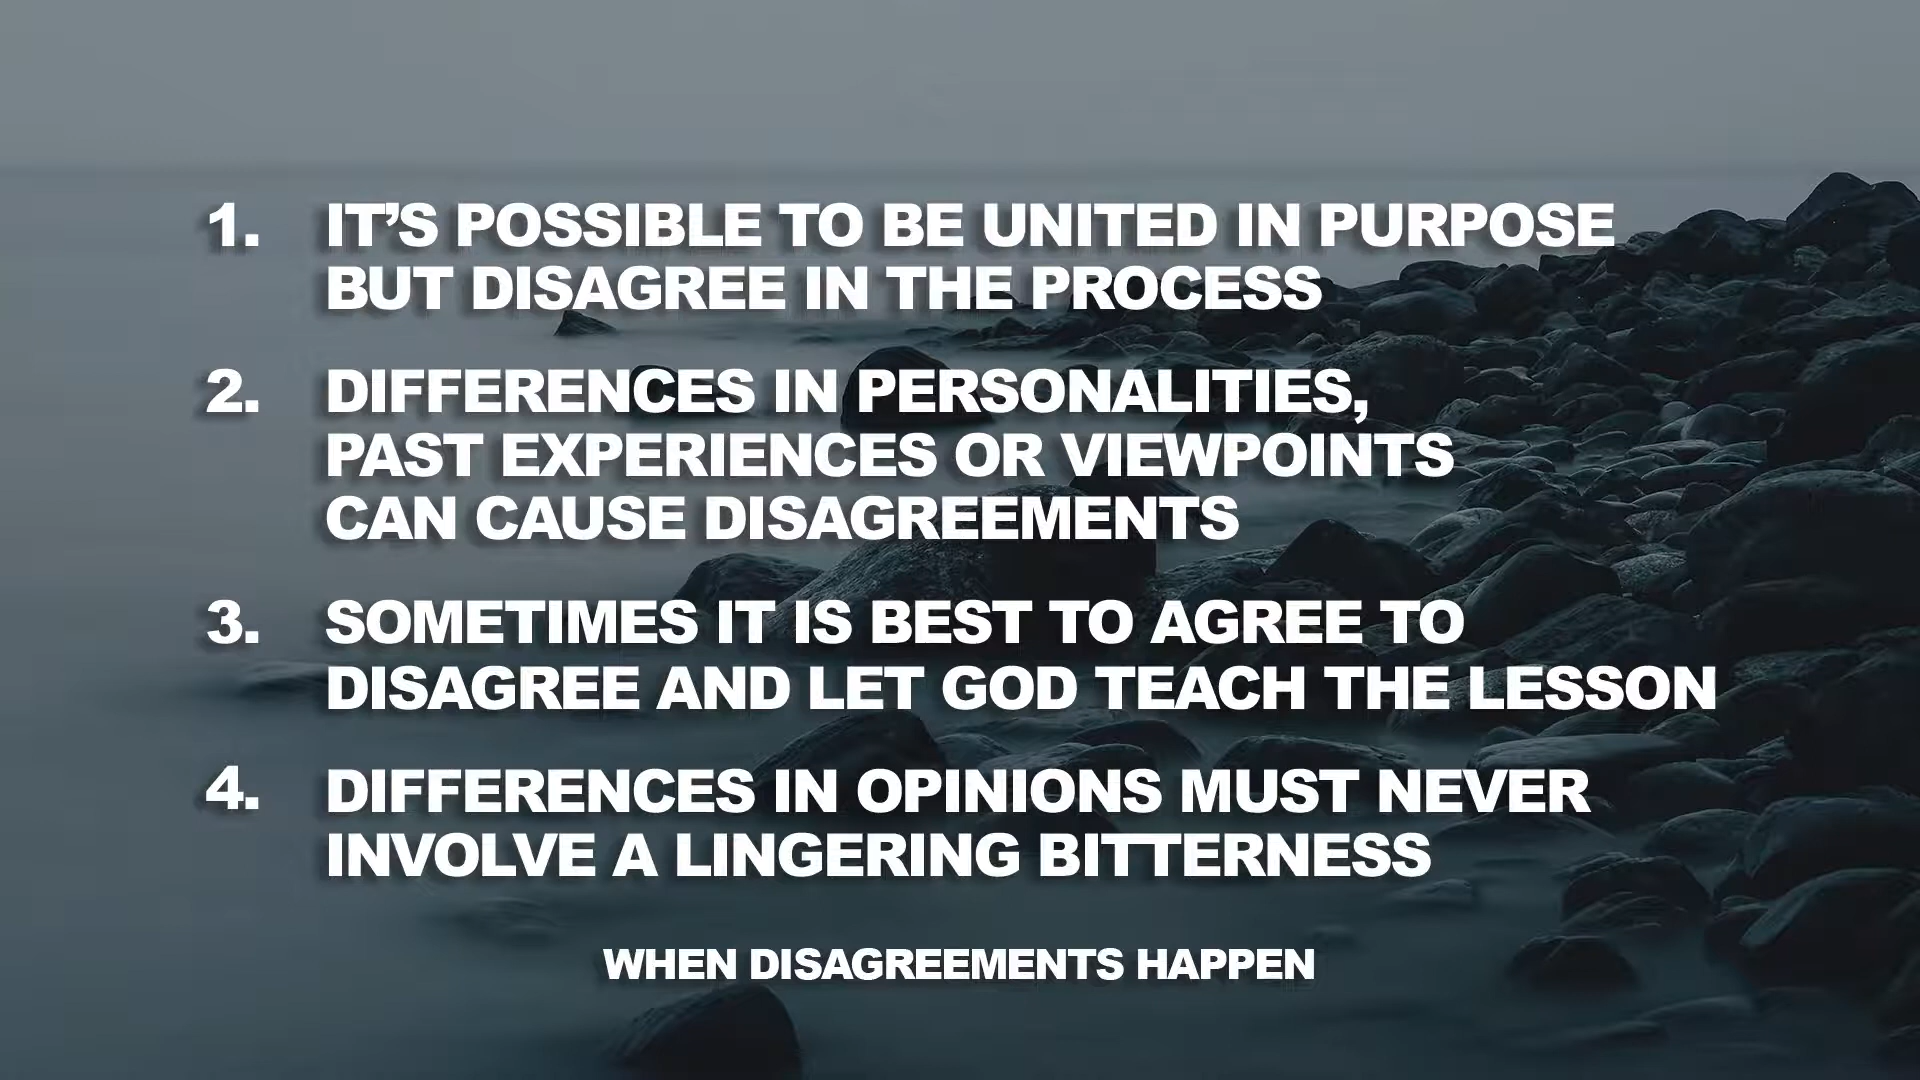 1. IT’S POSSIBLE TO BE UNITED IN PURPOSE
BUT DISAGREE IN THE PROCESS
2. DIFFERENCES IN PERSONALITIES,
PAST EXPERIENCES OR VIEWPOINTS
CAN CAUSE DISAGREEMENTS
3. SOMETIMES IT IS BEST TO AGREE TO
DISAGREE AND LET GOD TEACH THE LESSON
4. DIFFERENCES IN OPINIONS MUST NEVER
INVOLVE A LINGERING BITTERNESS
WHEN DISAGREEMENTS HAPPEN